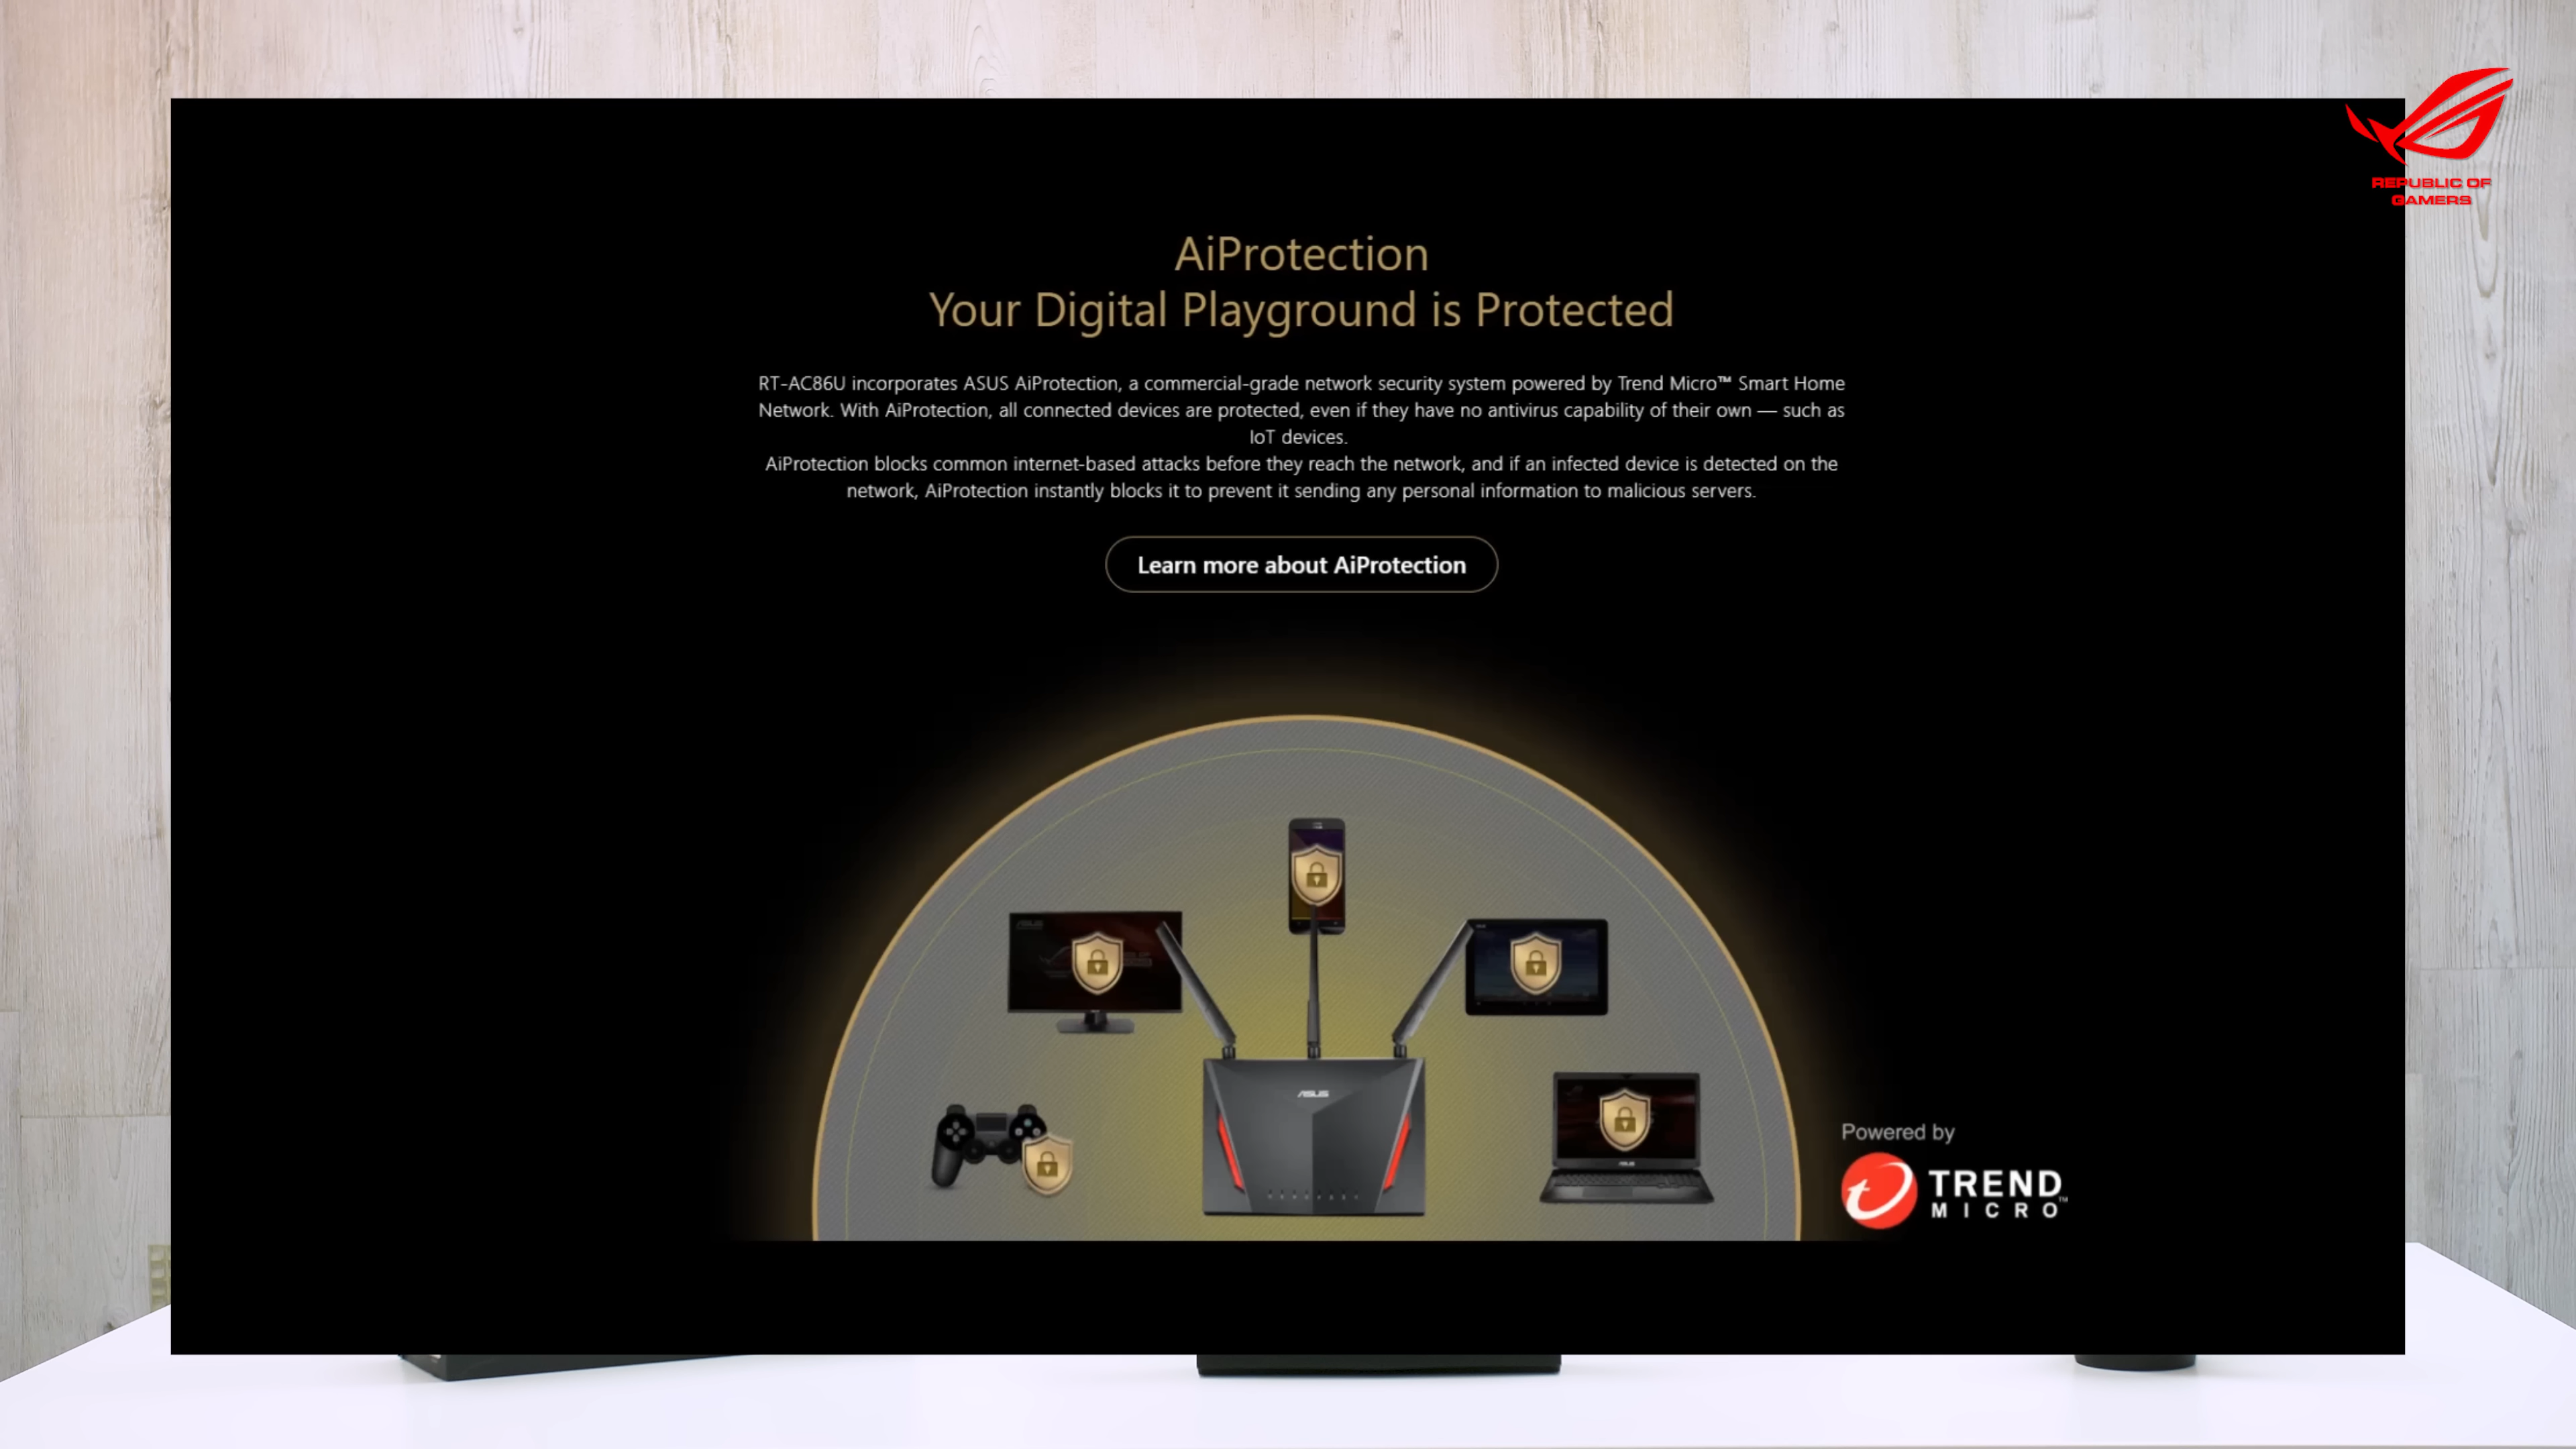 REPUBLIC OF
GAMERS
AiProtection
Your Digital Playground is Protected
RT-AC86U incorporates ASUS AiProtection, a commercial-grade network security system powered by Trend Micro™ Smart Home
Network. With AiProtection, all connected devices are protected, even if they have no antivirus capability of their own — such as
IoT devices.
AiProtection blocks common internet-based attacks before they reach the network, and if an infected device is detected on the
network, AiProtection instantly blocks it to prevent it sending any personal information to malicious servers.
Learn more about AiProtection
ASUS
Powered by
TREND
MICRO™